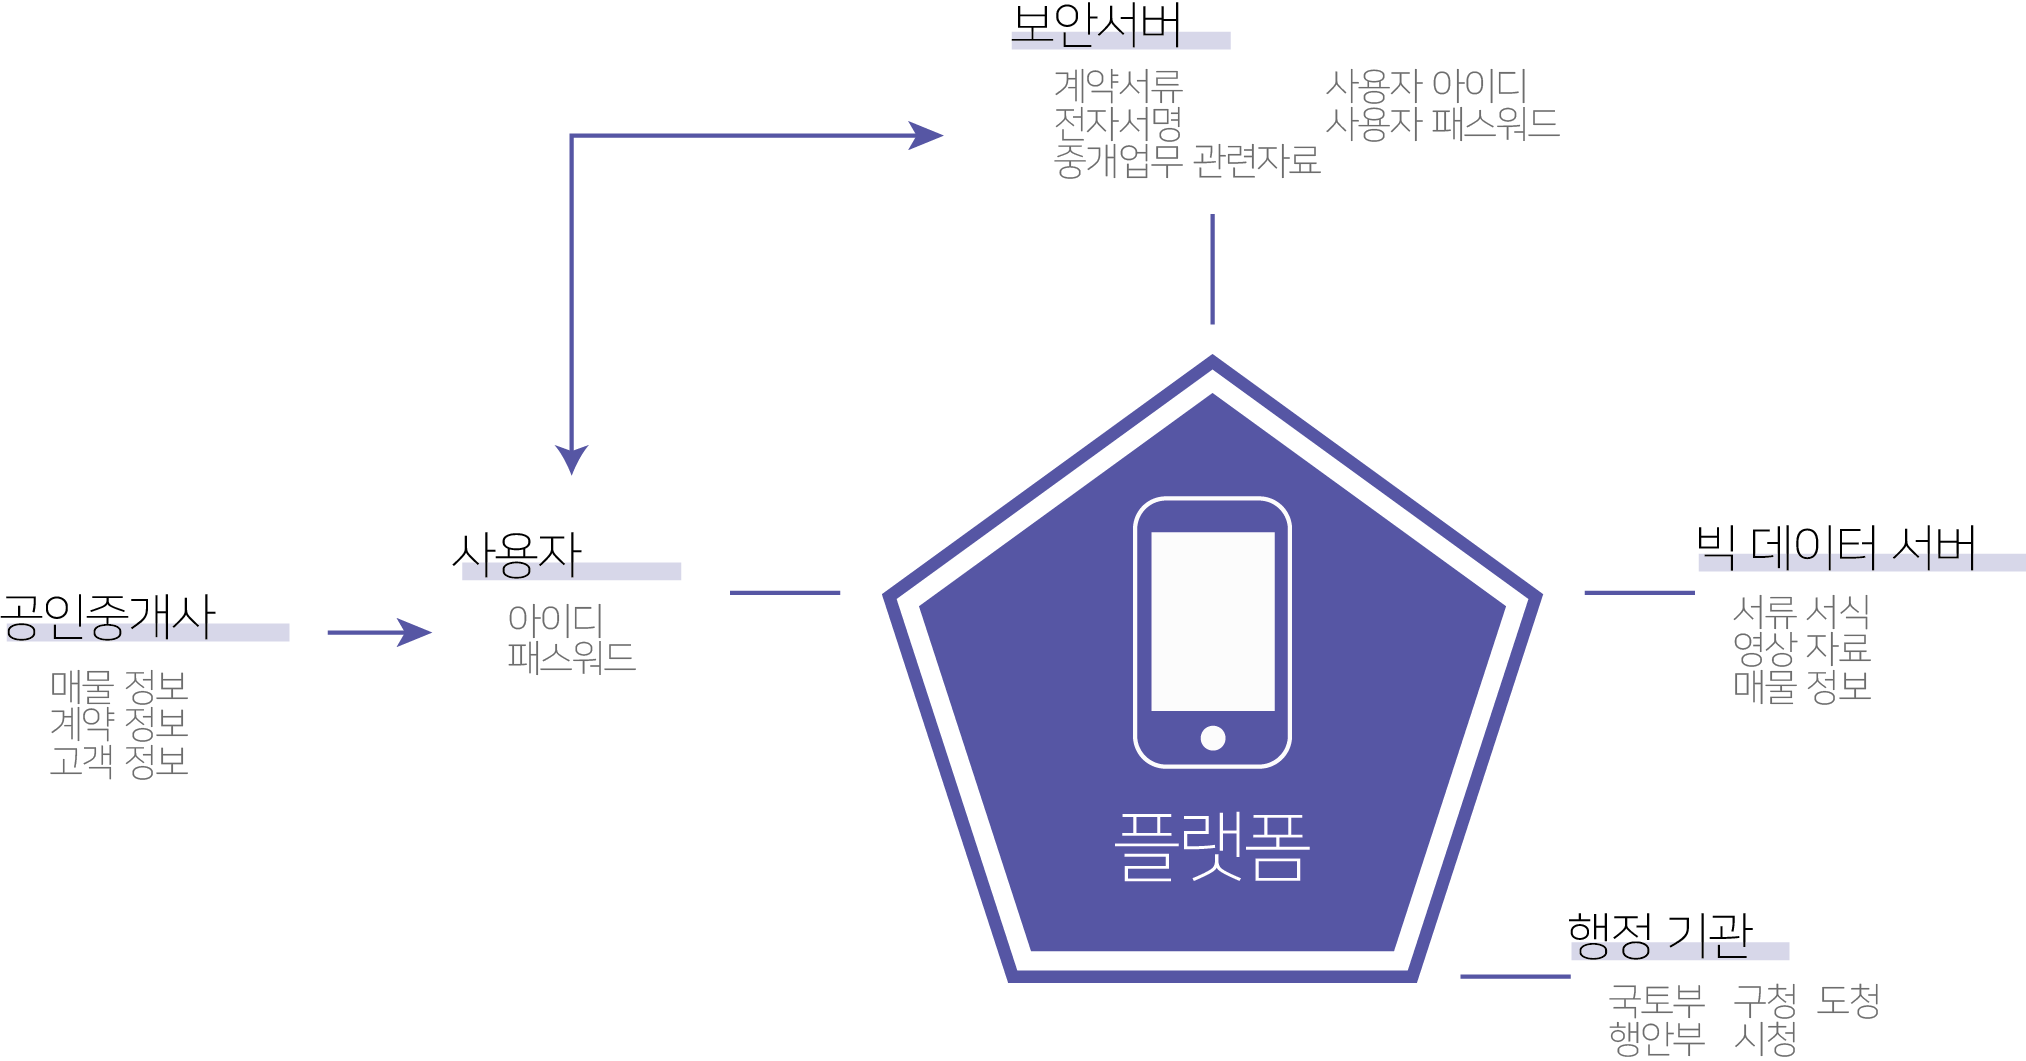 보안서버
계약서류
전자서명
중개업무 관련자료
사용자 아이디
사용자 패스워드
사용자
아이디
패스워드
공인중개사
매물 정보
계약 정보
고객 정보
플랫폼
빅 데이터 서버
서류 서식
영상 자료
매물 정보
행정 기관
국토부 구청 도청
행안부 시청